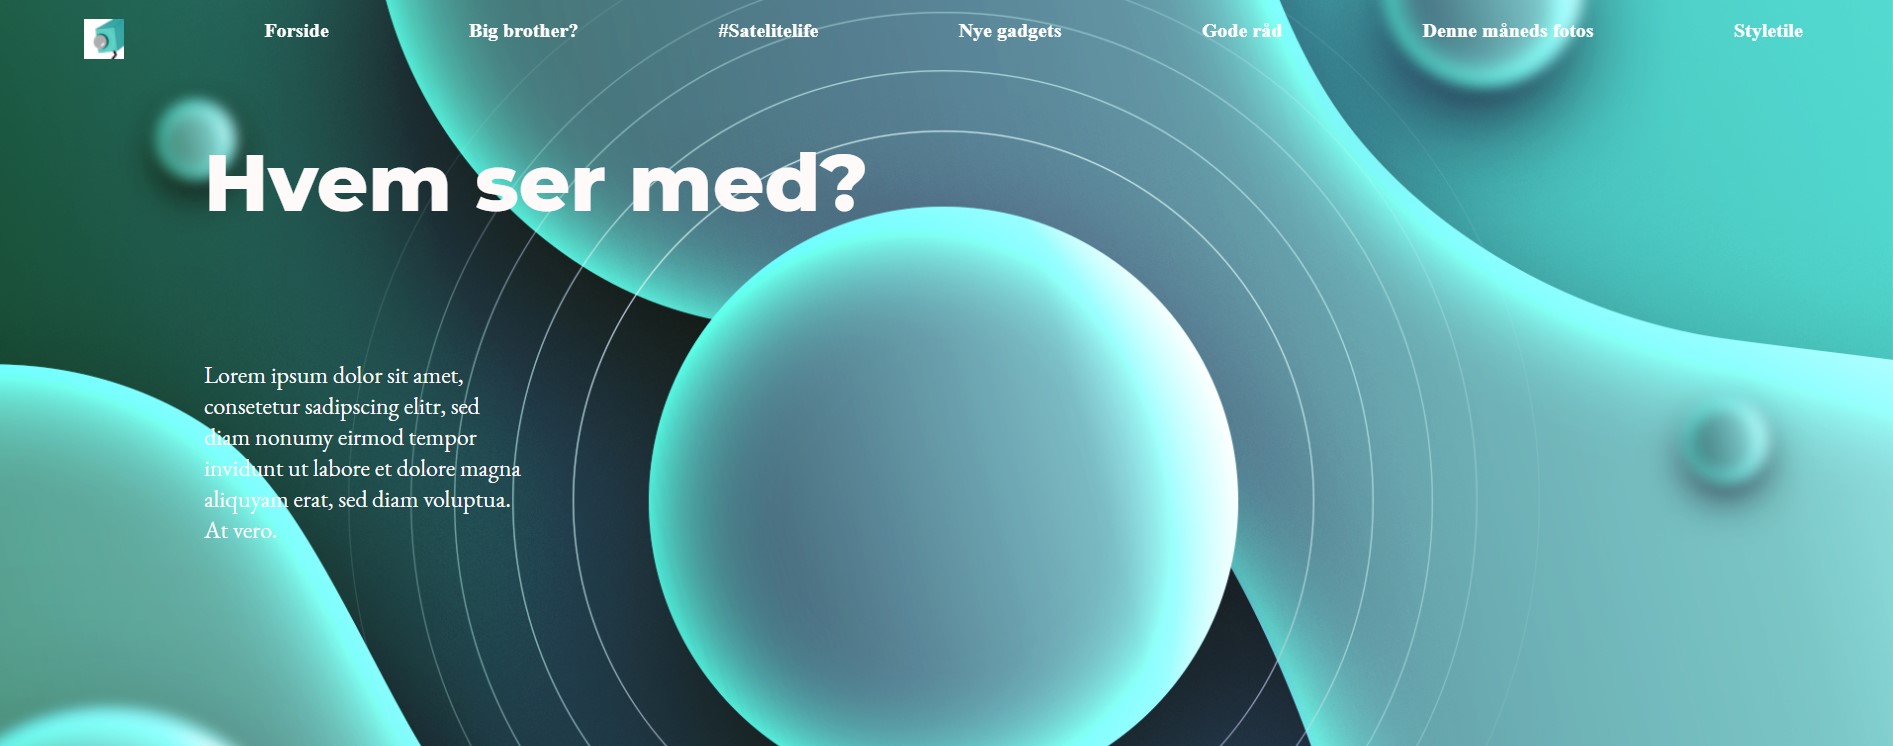 Forside Big brother? #Satelitelife Nye gadgets Gode råd Denne måneds fotos Styletile
Hvem ser med?
Lorem ipsum dolor sit amet,
consetetur sadipscing elitr, sed
diam nonumy eirmod tempor
invidunt ut labore et dolore magna
aliquyam erat, sed diam voluptua.
At vero.